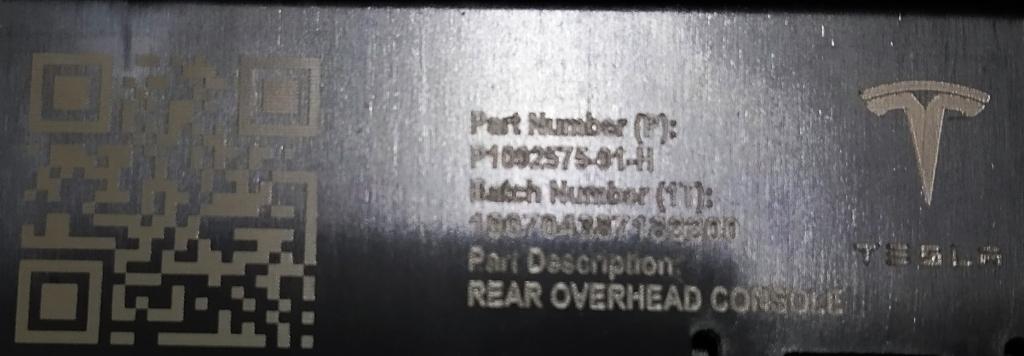 Part Number (P):
P1092575-01-H
Batch Number (1T):
Part Description:
REAR OVERHEAD CONSOLE
TESLA